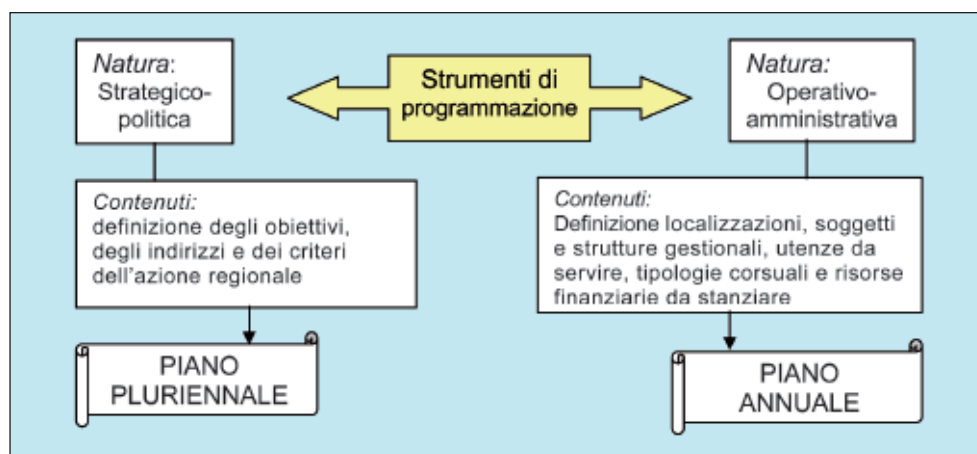 Strumenti di
programmazione
Natura:
Strategico-
politica
Contenuti:
definizione degli obiettivi,
degli indirizzi e dei criteri
dell'azione regionale
PIANO
PLURIENNALE
Natura:
Operativo-
amministrativa
Contenuti:
Definizione localizzazioni, soggetti
e strutture gestionali, utenze da
servire, tipologie corsuali e risorse
finanziarie da stanziare
PIANO
ANNUALE